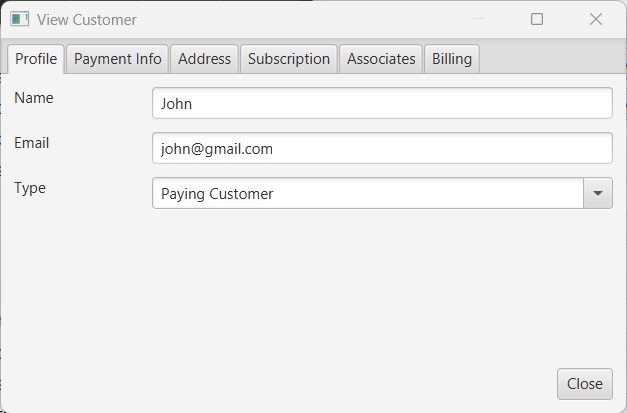 View Customer
Profile Payment Info Address Subscription Associates Billing
Name John
Email john@gmail.com
Type Paying Customer
Close